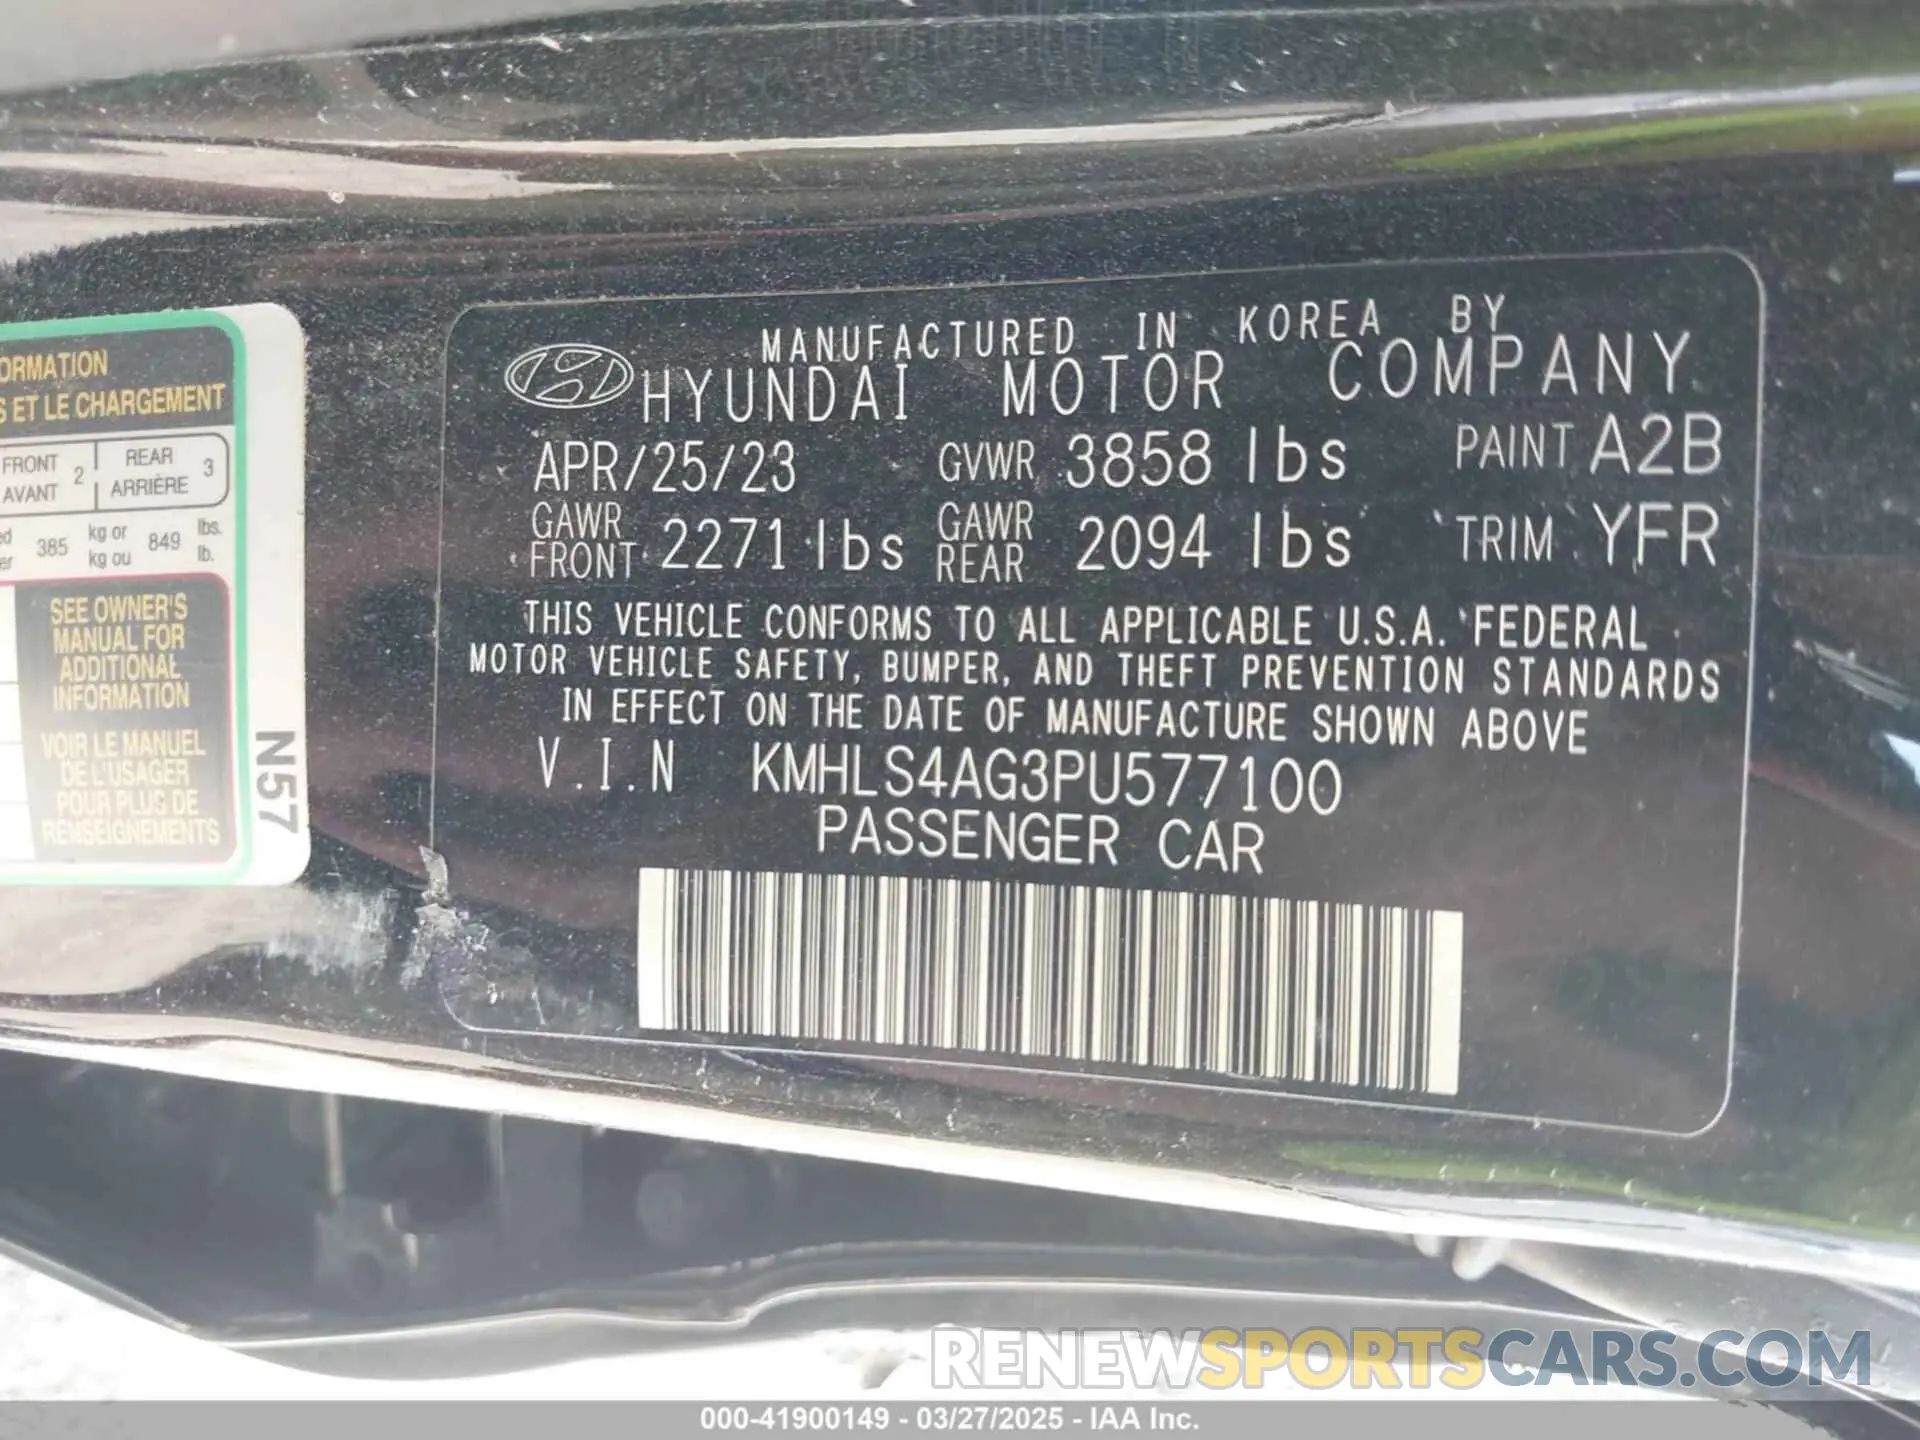 ORMATION
S ET LE CHARGEMENT
FRONT 2 REAR 3
AVANT ARRIÈRE
ed 385 kg or 849 lbs.
er kg ou lb.
SEE OWNER'S
MANUAL FOR
ADDITIONAL
INFORMATION
VOIR LE MANUEL
DE L'USAGER
POUR PLUS DE
RENSEIGNEMENTS
N57
MANUFACTURED IN KOREA BY
HYUNDAI MOTOR COMPANY
APR/25/23 GVWR 3858 lbs PAINT A2B
GAWR FRONT 2271 lbs GAWR REAR 2094 lbs TRIM YFR
THIS VEHICLE CONFORMS TO ALL APPLICABLE U.S.A. FEDERAL
MOTOR VEHICLE SAFETY, BUMPER, AND THEFT PREVENTION STANDARDS
IN EFFECT ON THE DATE OF MANUFACTURE SHOWN ABOVE
V.I.N KMHLS4AG3PU577100
PASSENGER CAR
RENEWSPORTSCARS.COM
000-41900149 - 03/27/2025 - IAA Inc.